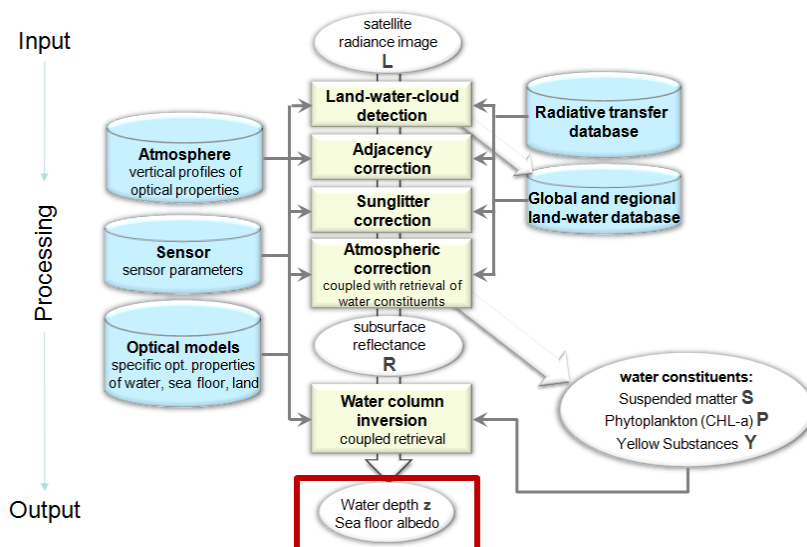 Input
satellite
radiance image
L
Land-water-cloud
detection
Radiative transfer
database
Atmosphere
vertical profiles of
optical properties
Adjacency
correction
Sunglitter
correction
Global and regional
land-water database
Processing
Sensor
sensor parameters
Atmospheric
correction
coupled with retrieval of
water constituents
Optical models
specific opt. properties
of water, sea floor, land
subsurface
reflectance
R
water constituents:
Suspended matter S
Phytoplankton (CHL-a) P
Yellow Substances Y
Water column
inversion
coupled retrieval
Output
Water depth z
Sea floor albedo